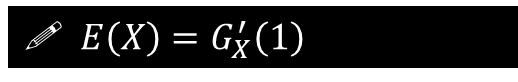 E(X) = G′_X(1)